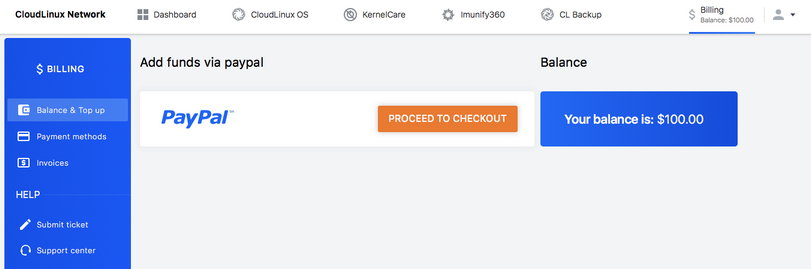 CloudLinux Network
Dashboard
CloudLinux OS
KernelCare
Imunify360
CL Backup
$ Billing
Balance: $100.00
$ BILLING
Balance & Top up
Payment methods
Invoices
HELP
Submit ticket
Support center
Add funds via paypal
PayPal
PROCEED TO CHECKOUT
Balance
Your balance is: $100.00